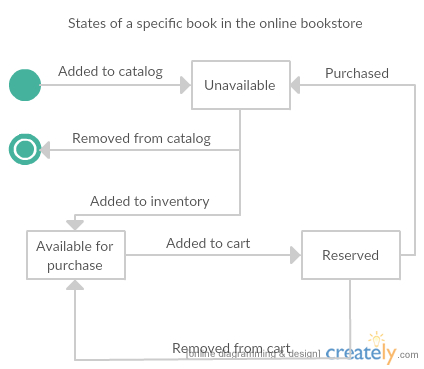 States of a specific book in the online bookstore
Added to catalog
Unavailable
Purchased
Removed from catalog
Added to inventory
Available for
purchase
Added to cart
Reserved
Removed from cart
[online diagramming & design]
creately.com